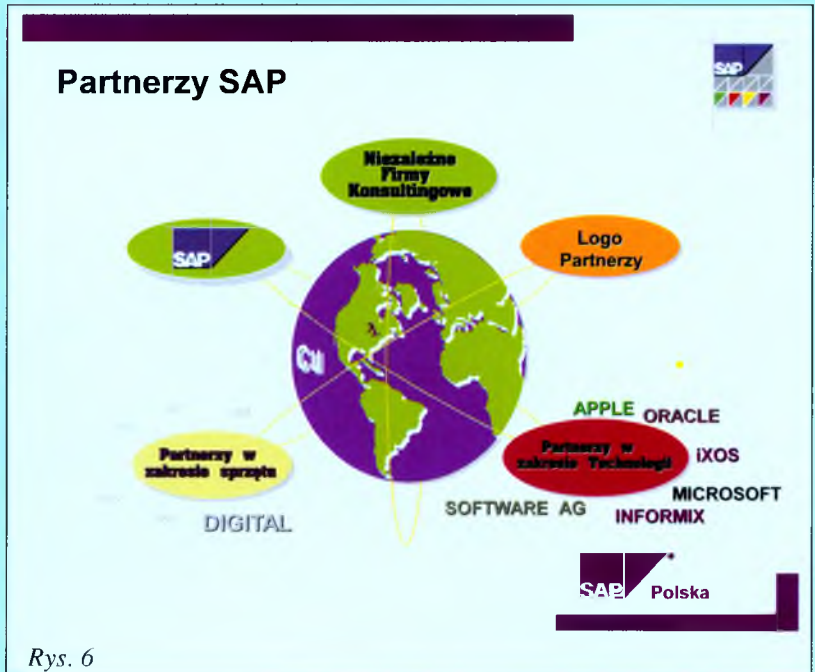 Partnerzy SAP
SAP
Niezależne
Firmy
Konsultingowe
SAP
Logo
Partnerzy
APPLE
ORACLE
Partnerzy w
zakresie sprzętu
Partnerzy w
zakresie Technologii
iXOS
MICROSOFT
SOFTWARE AG
INFORMIX
DIGITAL
SAP
Polska
Rys. 6